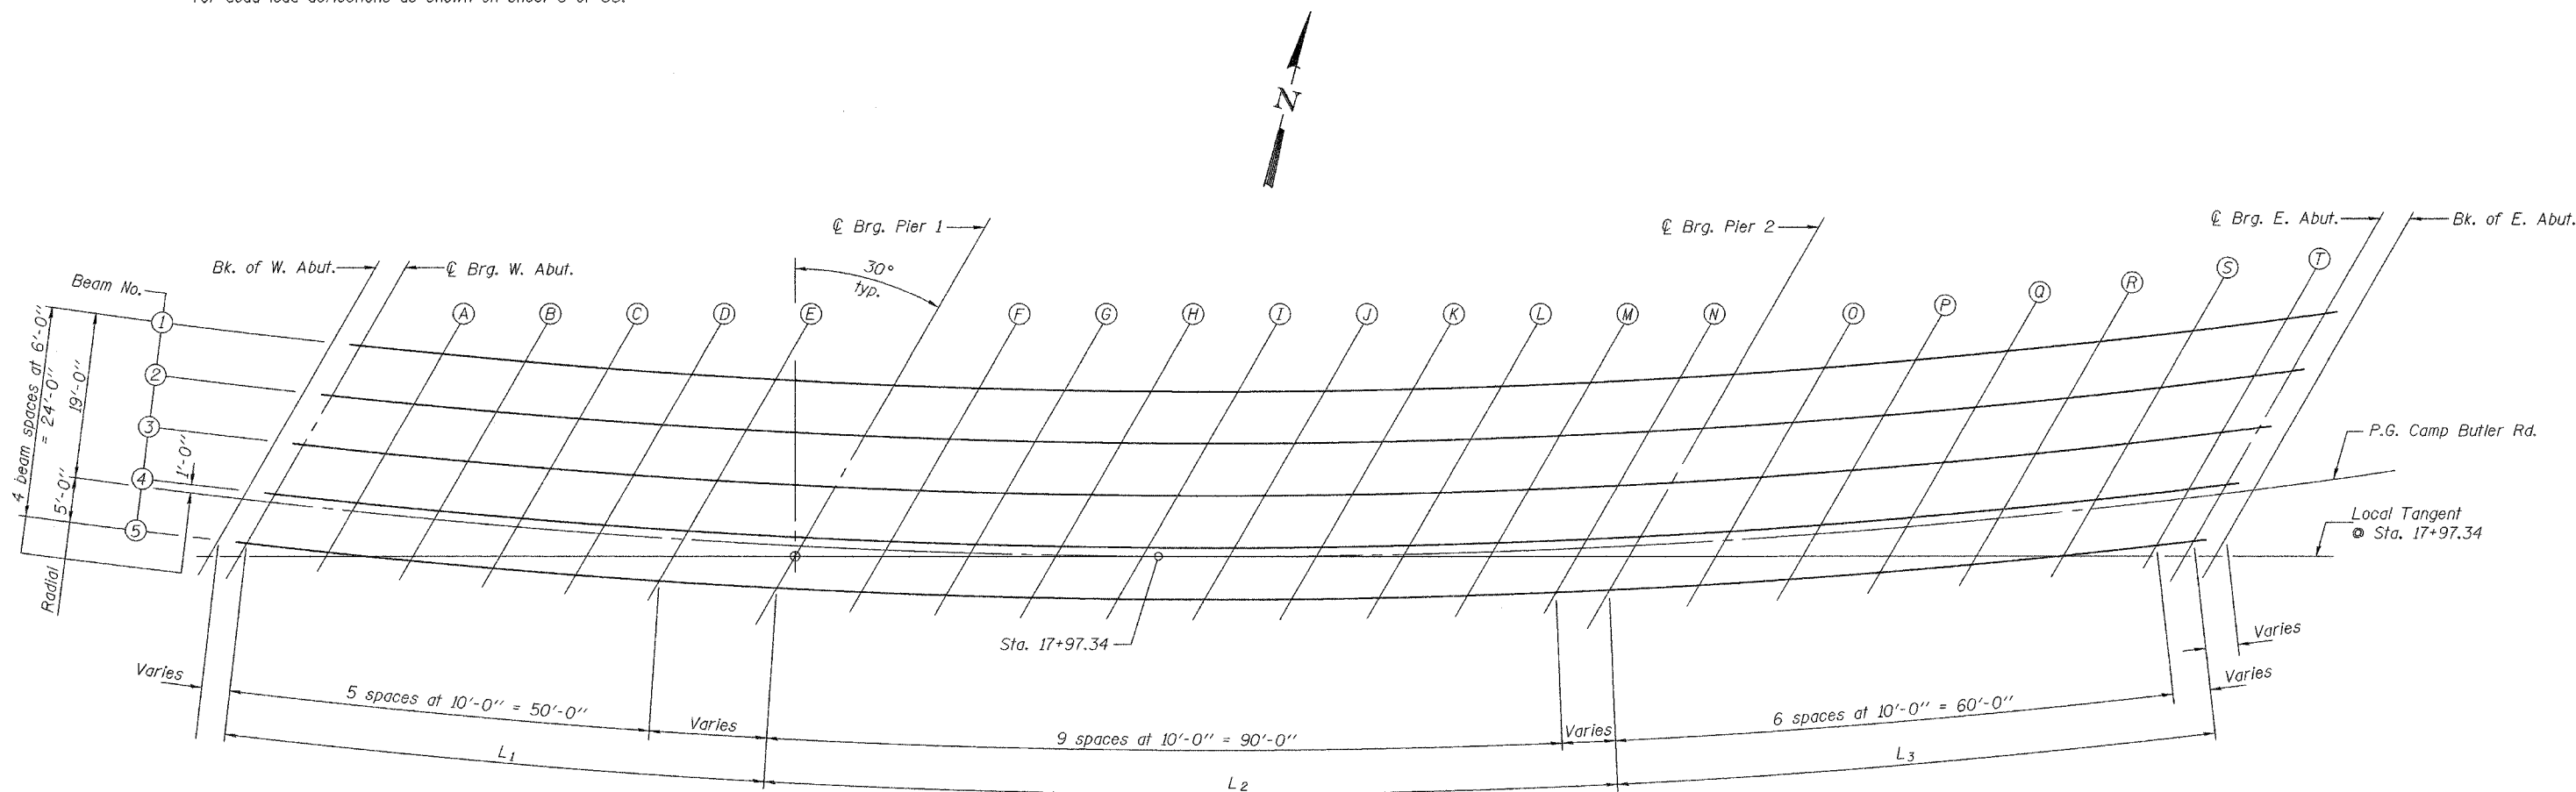 N
℄ Brg. Pier 1
℄ Brg. Pier 2
℄ Brg. E. Abut.
Bk. of E. Abut.
Bk. of W. Abut.
℄ Brg. W. Abut.
30°
typ.
Beam No.
1
2
3
4
5
A
B
C
D
E
F
G
H
I
J
K
L
M
N
O
P
Q
R
S
T
4 beam spaces at 6'-0"
= 24'-0"
19'-0"
5'-0"
1'-0"
Radial
P.G. Camp Butler Rd.
Local Tangent
@ Sta. 17+97.34
Sta. 17+97.34
Varies
5 spaces at 10'-0" = 50'-0"
Varies
9 spaces at 10'-0" = 90'-0"
Varies
6 spaces at 10'-0" = 60'-0"
Varies
Varies
L1
L2
L3